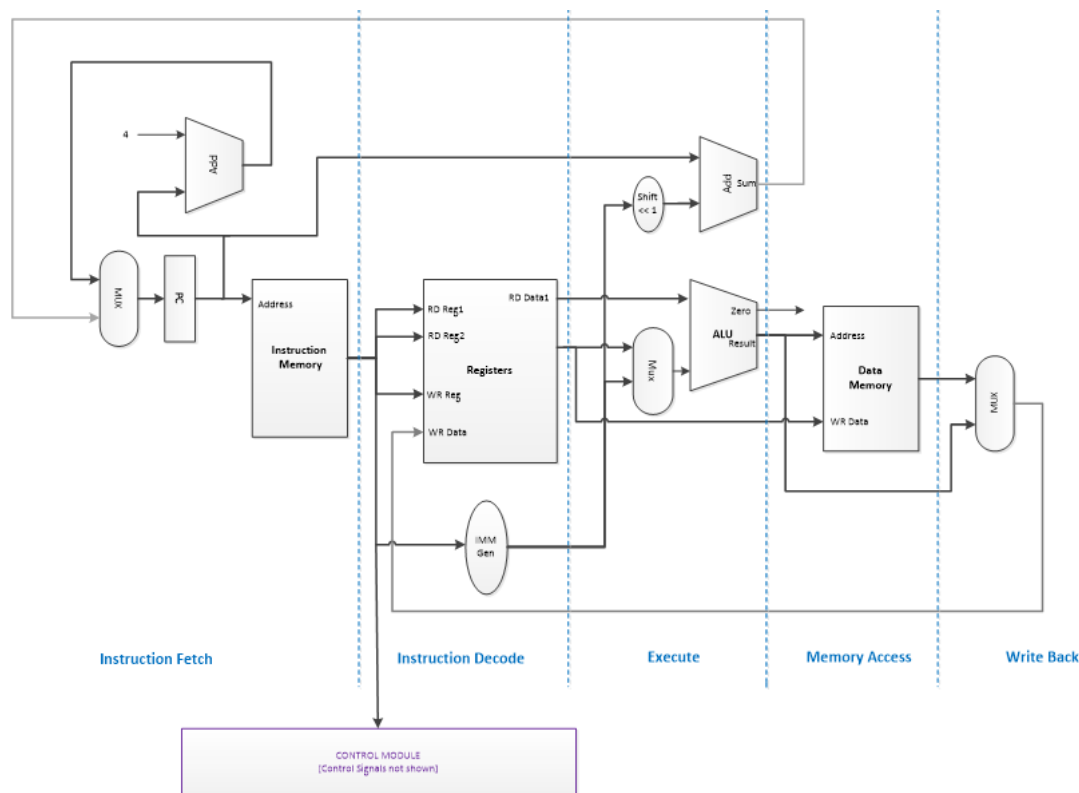 4
Add
Add
Sum
Shift
<< 1
MUX
PC
Address
Instruction
Memory
RD Reg1
RD Reg2
WR Reg
WR Data
RD Data1
Registers
Mux
ALU
Zero
Result
Address
Data
Memory
WR Data
MUX
IMM
Gen
Instruction Fetch
Instruction Decode
Execute
Memory Access
Write Back
CONTROL MODULE
(Control Signals not shown)